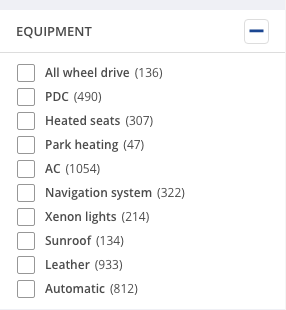 EQUIPMENT
All wheel drive (136)
PDC (490)
Heated seats (307)
Park heating (47)
AC (1054)
Navigation system (322)
Xenon lights (214)
Sunroof (134)
Leather (933)
Automatic (812)